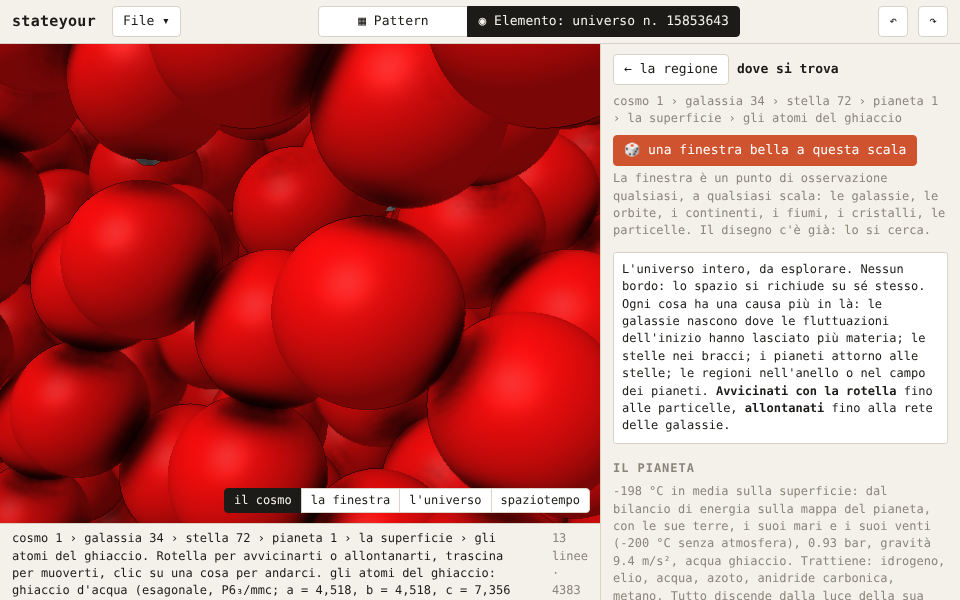 stateyour
File ▾
▦ Pattern
◉ Elemento: universo n. 15853643
↶
↷
← la regione
dove si trova
cosmo 1 › galassia 34 › stella 72 › pianeta 1
› la superficie › gli atomi del ghiaccio
🎲 una finestra bella a questa scala
La finestra è un punto di osservazione
qualsiasi, a qualsiasi scala: le galassie, le
orbite, i continenti, i fiumi, i cristalli, le
particelle. Il disegno c'è già: lo si cerca.
L'universo intero, da esplorare. Nessun
bordo: lo spazio si richiude su sé stesso.
Ogni cosa ha una causa più in là: le
galassie nascono dove le fluttuazioni
dell'inizio hanno lasciato più materia; le
stelle nei bracci; i pianeti attorno alle
stelle; le regioni nell'anello o nel campo
dei pianeti. Avvicinati con la rotella fino
alle particelle, allontanati fino alla rete
delle galassie.
IL PIANETA
-198 °C in media sulla superficie: dal
bilancio di energia sulla mappa del pianeta,
con le sue terre, i suoi mari e i suoi venti
(-200 °C senza atmosfera), 0.93 bar, gravità
9.4 m/s², acqua ghiaccio. Trattiene: idrogeno,
elio, acqua, azoto, anidride carbonica,
metano. Tutto discende dalla luce della sua
il cosmo
la finestra
l'universo
spaziotempo
cosmo 1 › galassia 34 › stella 72 › pianeta 1 › la superficie › gli
atomi del ghiaccio. Rotella per avvicinarti o allontanarti, trascina
per muoverti, clic su una cosa per andarci. gli atomi del ghiaccio:
ghiaccio d'acqua (esagonale, P6₃/mmc; a = 4,518, b = 4,518, c = 7,356
13
linee
·
4383